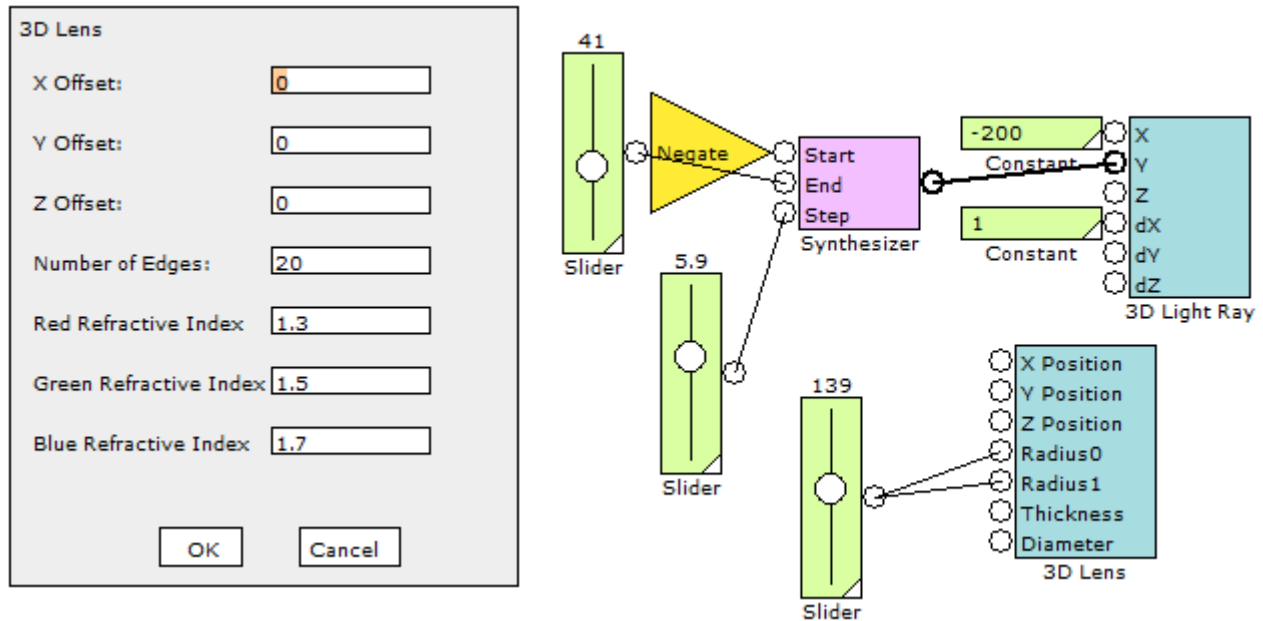 3D Lens
X Offset: 0
Y Offset: 0
Z Offset: 0
Number of Edges: 20
Red Refractive Index 1.3
Green Refractive Index 1.5
Blue Refractive Index 1.7
OK Cancel
41
Slider
Negate
Start
End
Step
Synthesizer
5.9
Slider
-200
Constant
1
Constant
X
Y
Z
dX
dY
dZ
3D Light Ray
139
Slider
X Position
Y Position
Z Position
Radius0
Radius1
Thickness
Diameter
3D Lens